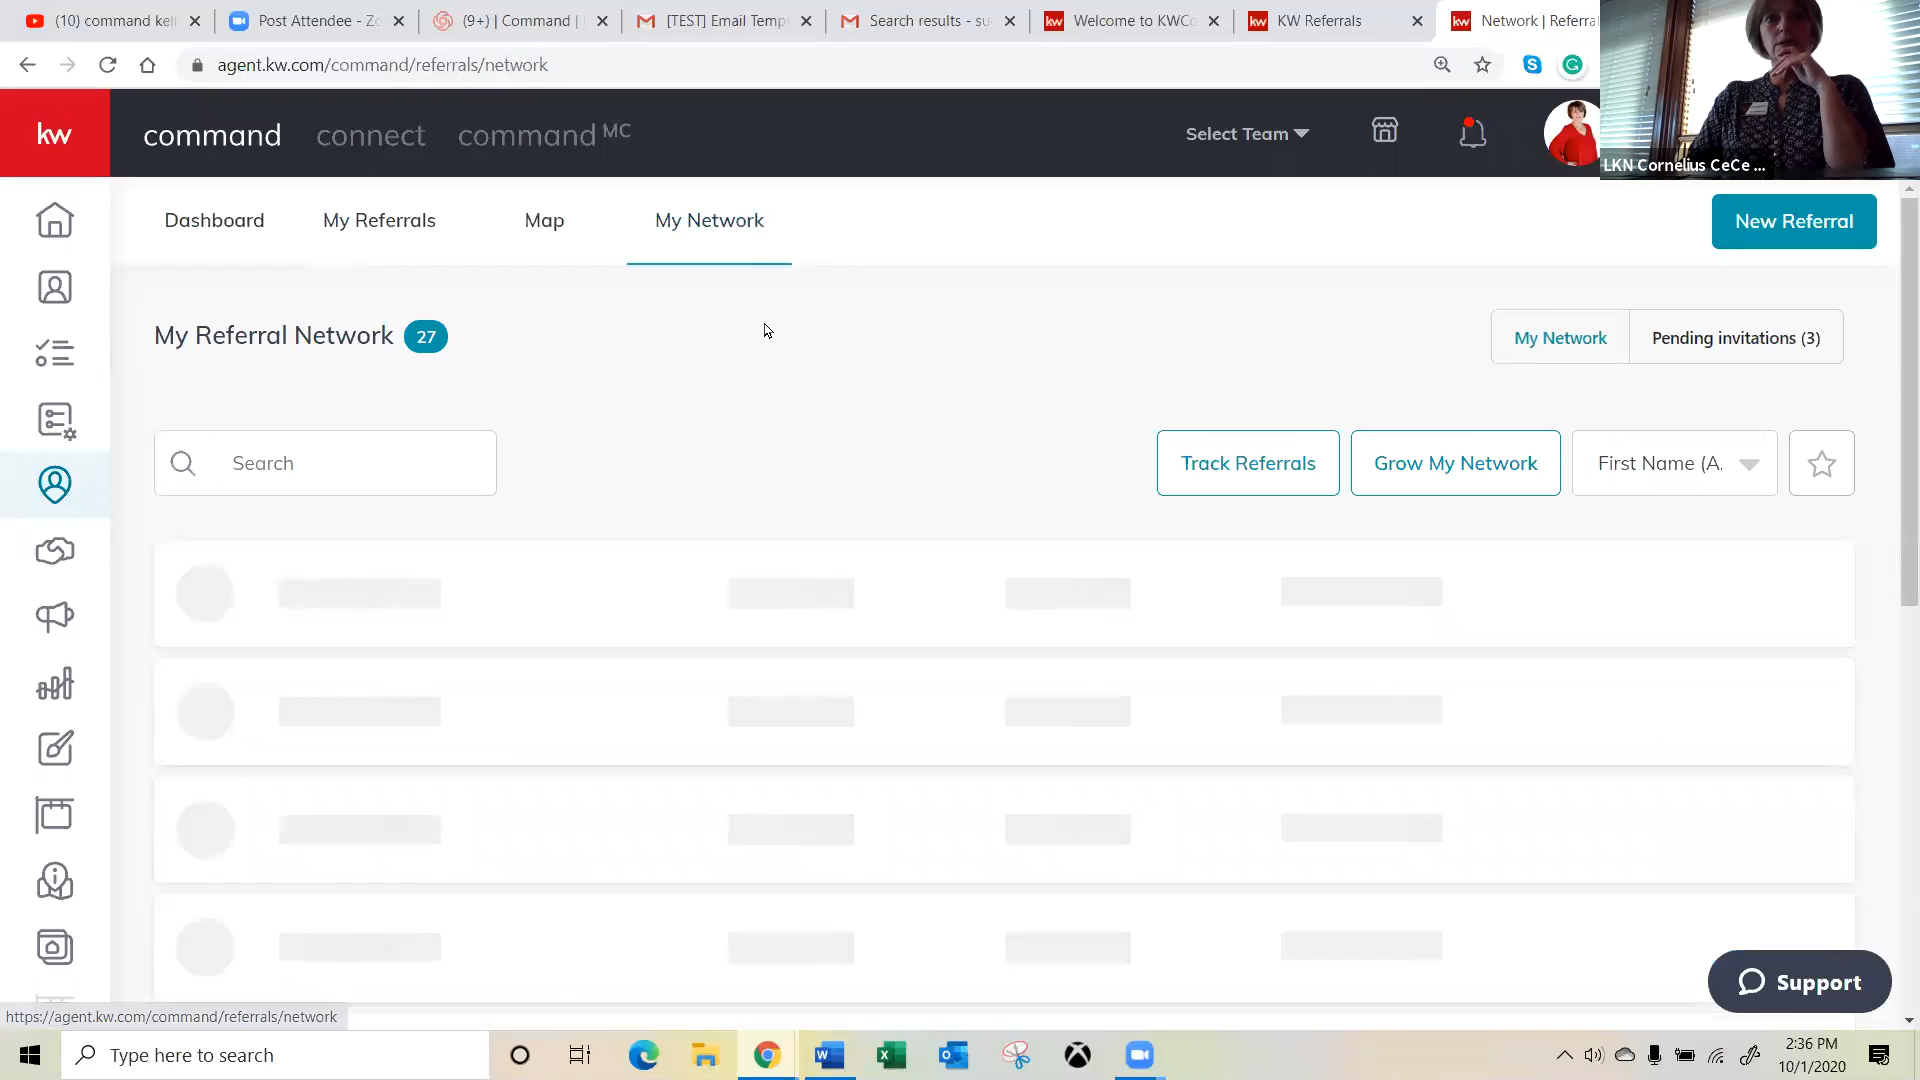 (10) command kell
Post Attendee - Zo
(9+) | Command |
[TEST] Email Temp
Search results - su
Welcome to KWCo
KW Referrals
Network | Referra
agent.kw.com/command/referrals/network
kw
command
connect
command MC
Select Team
LKN Cornelius CeCe ...
Dashboard
My Referrals
Map
My Network
New Referral
My Referral Network 27
My Network
Pending invitations (3)
Search
Track Referrals
Grow My Network
First Name (A.
Support
https://agent.kw.com/command/referrals/network
Type here to search
2:36 PM
10/1/2020